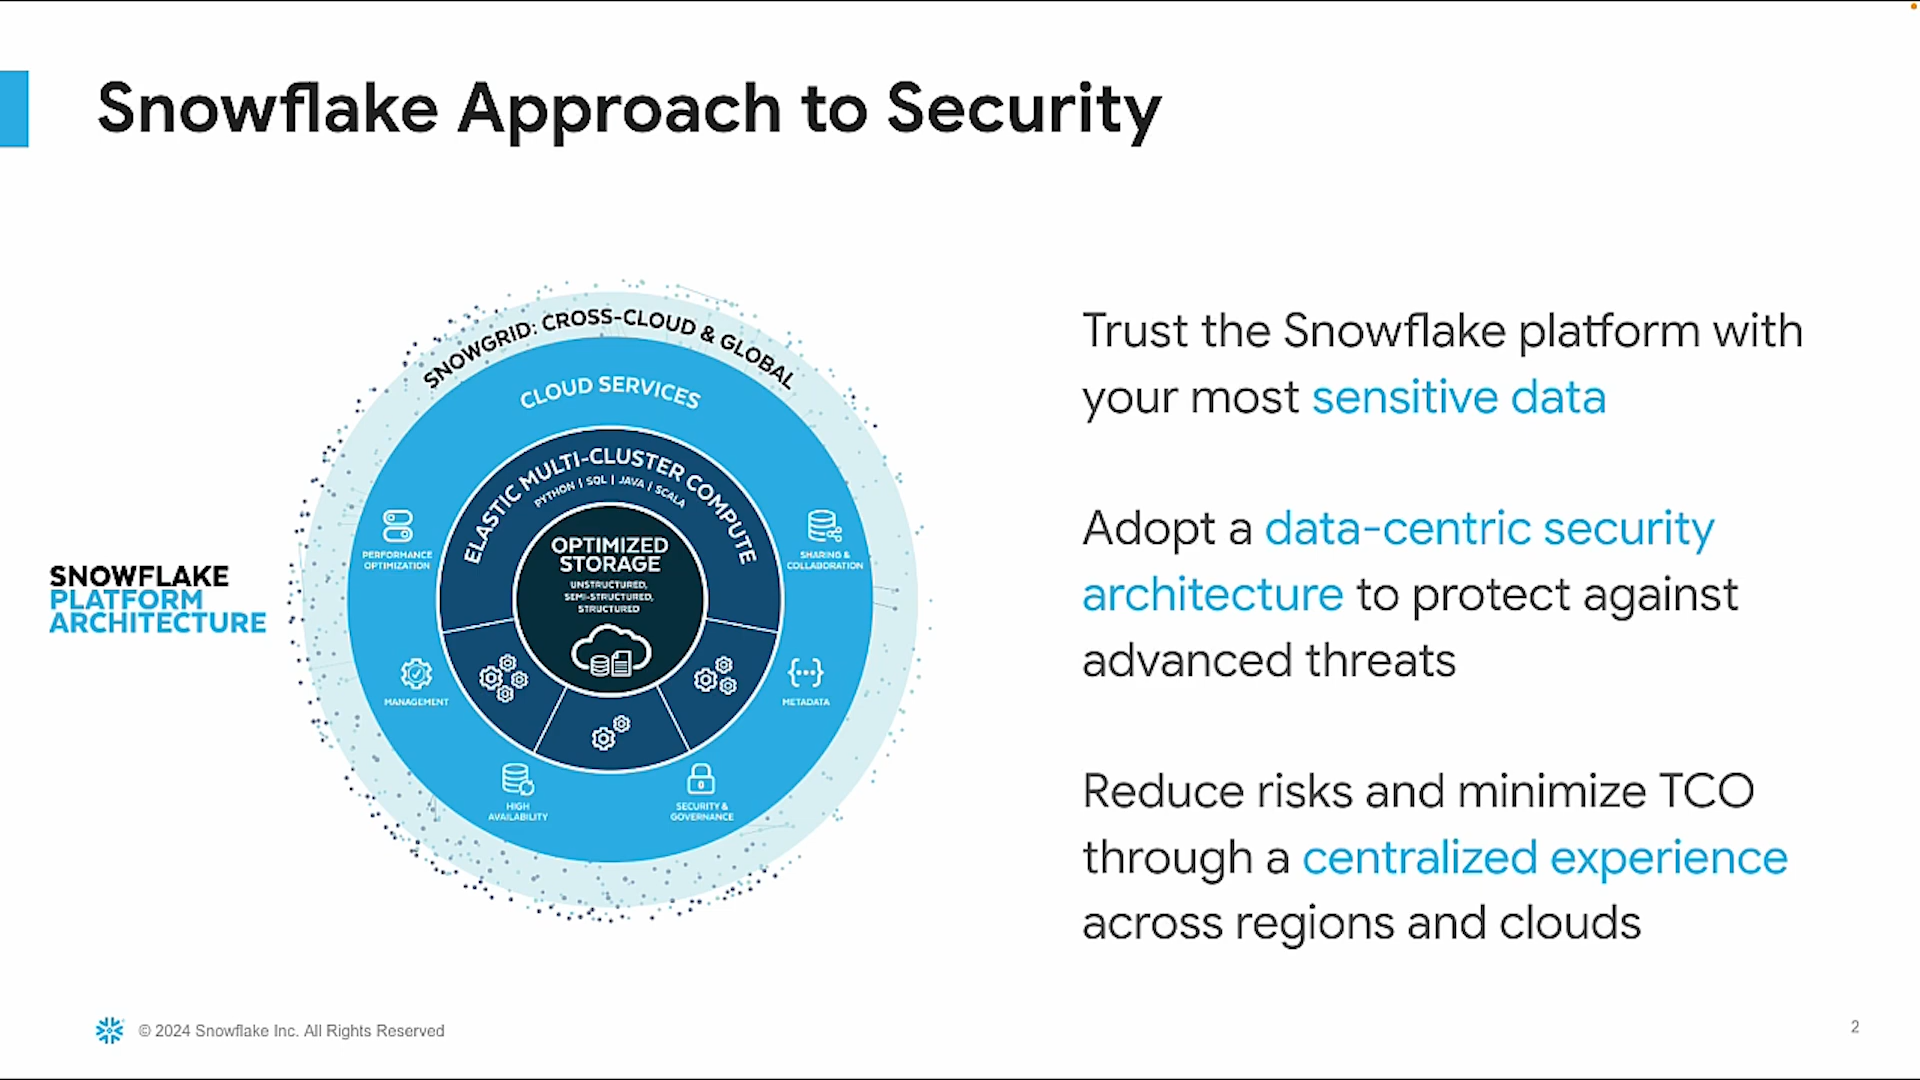 Snowflake Approach to Security
SNOWGRID: CROSS-CLOUD & GLOBAL
CLOUD SERVICES
ELASTIC MULTI-CLUSTER COMPUTE
PYTHON | SQL | JAVA | SCALA
OPTIMIZED
STORAGE
UNSTRUCTURED,
SEMI-STRUCTURED,
STRUCTURED
PERFORMANCE
OPTIMIZATION
SHARING &
COLLABORATION
MANAGEMENT
METADATA
HIGH
AVAILABILITY
SECURITY &
GOVERNANCE
SNOWFLAKE
PLATFORM
ARCHITECTURE
Trust the Snowflake platform with
your most sensitive data
Adopt a data-centric security
architecture to protect against
advanced threats
Reduce risks and minimize TCO
through a centralized experience
across regions and clouds
© 2024 Snowflake Inc. All Rights Reserved
2